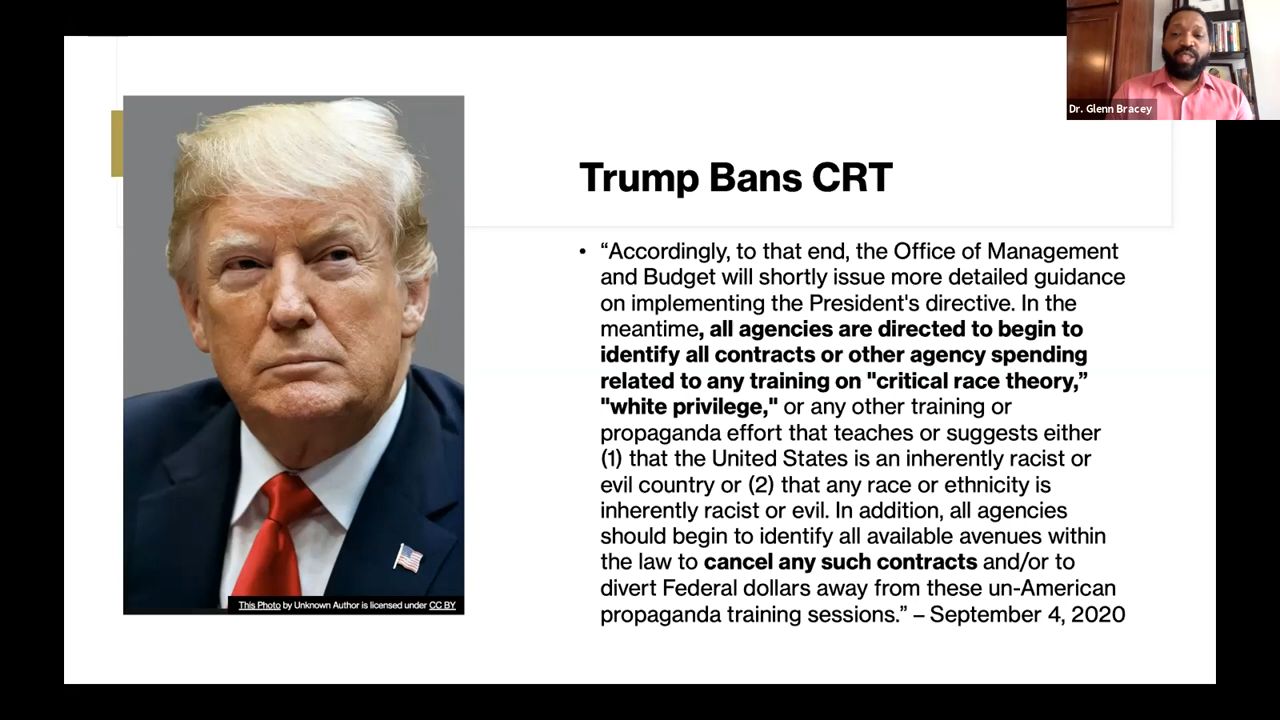 Dr. Glenn Bracey
Trump Bans CRT
• “Accordingly, to that end, the Office of Management
and Budget will shortly issue more detailed guidance
on implementing the President's directive. In the
meantime, all agencies are directed to begin to
identify all contracts or other agency spending
related to any training on "critical race theory,”
"white privilege," or any other training or
propaganda effort that teaches or suggests either
(1) that the United States is an inherently racist or
evil country or (2) that any race or ethnicity is
inherently racist or evil. In addition, all agencies
should begin to identify all available avenues within
the law to cancel any such contracts and/or to
divert Federal dollars away from these un-American
propaganda training sessions.” – September 4, 2020
This Photo by Unknown Author is licensed under CC BY